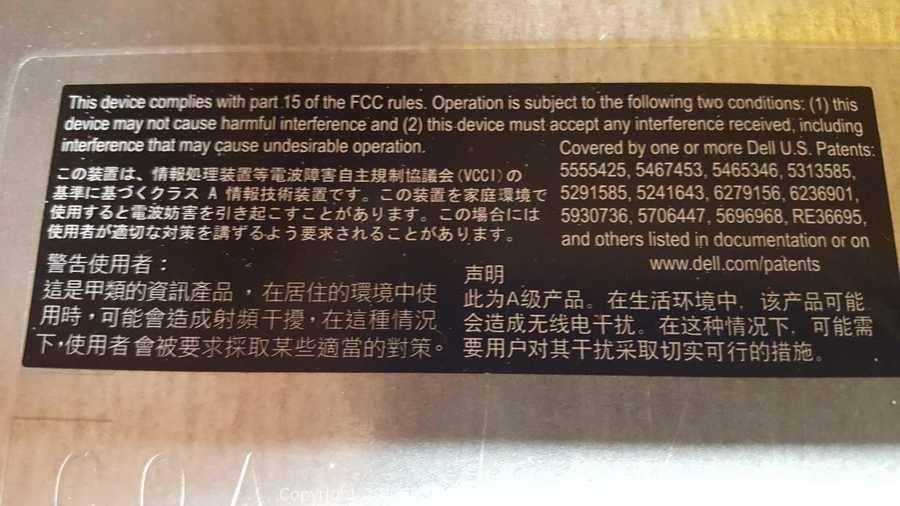 This device complies with part 15 of the FCC rules. Operation is subject to the following two conditions: (1) this
device may not cause harmful interference and (2) this device must accept any interference received, including
interference that may cause undesirable operation.
この装置は、情報処理装置等電波障害自主規制協議会(VCCI)の
基準に基づくクラス A 情報技術装置です。この装置を家庭環境で
使用すると電波妨害を引き起こすことがあります。この場合には
使用者が適切な対策を講ずるよう要求されることがあります。
Covered by one or more Dell U.S. Patents:
5555425, 5467453, 5465346, 5313585,
5291585, 5241643, 6279156, 6236901,
5930736, 5706447, 5696968, RE36695,
and others listed in documentation or on
www.dell.com/patents
警告使用者：
這是甲類的資訊產品，在居住的環境中使
用時，可能會造成射頻干擾，在這種情況
下，使用者會被要求採取某些適當的對策。
声明
此为A级产品。在生活环境中，该产品可能
会造成无线电干扰。在这种情况下，可能需
要用户对其干扰采取切实可行的措施。
COA
Copyright